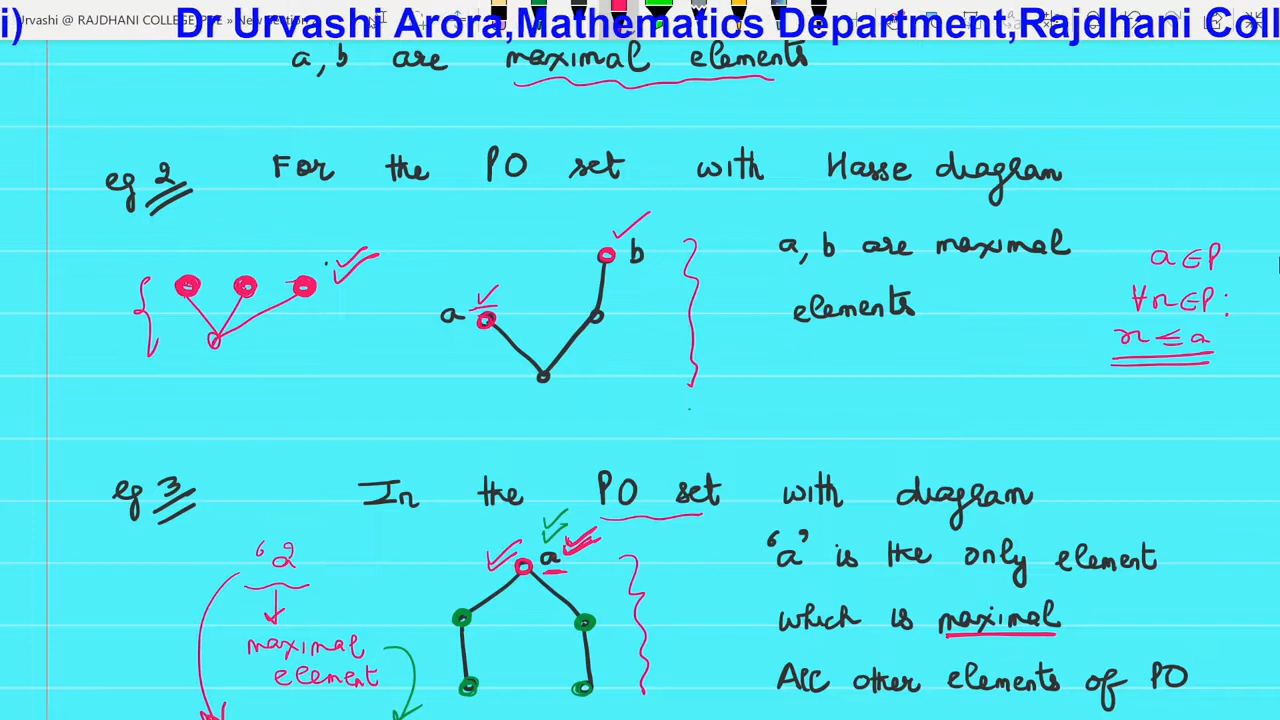 i) Dr Urvashi Arora,Mathematics Department,Rajdhani Coll
a, b are maximal elements
eg 2 For the PO set with Hasse diagram
b
a
a, b are maximal
elements
a ∈ P
∀ x ∈ P :
x ≤ a
eg 3 In the PO set with diagram
a
'a' is the only element
which is maximal
All other elements of PO
'a
maximal
element